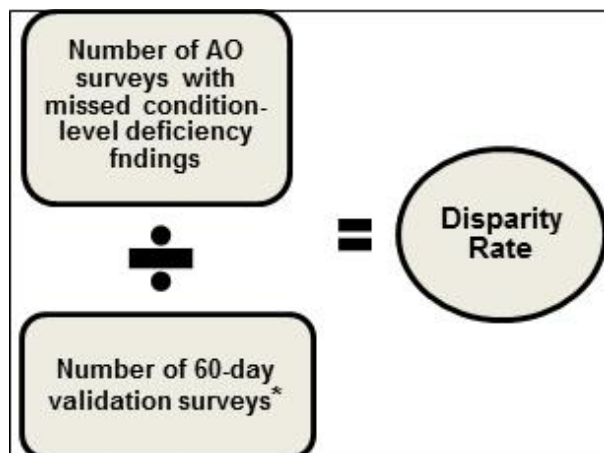 Number of AO
surveys with
missed condition-
level deficiency
fndings
÷
=
Disparity
Rate
Number of 60-day
validation surveys*